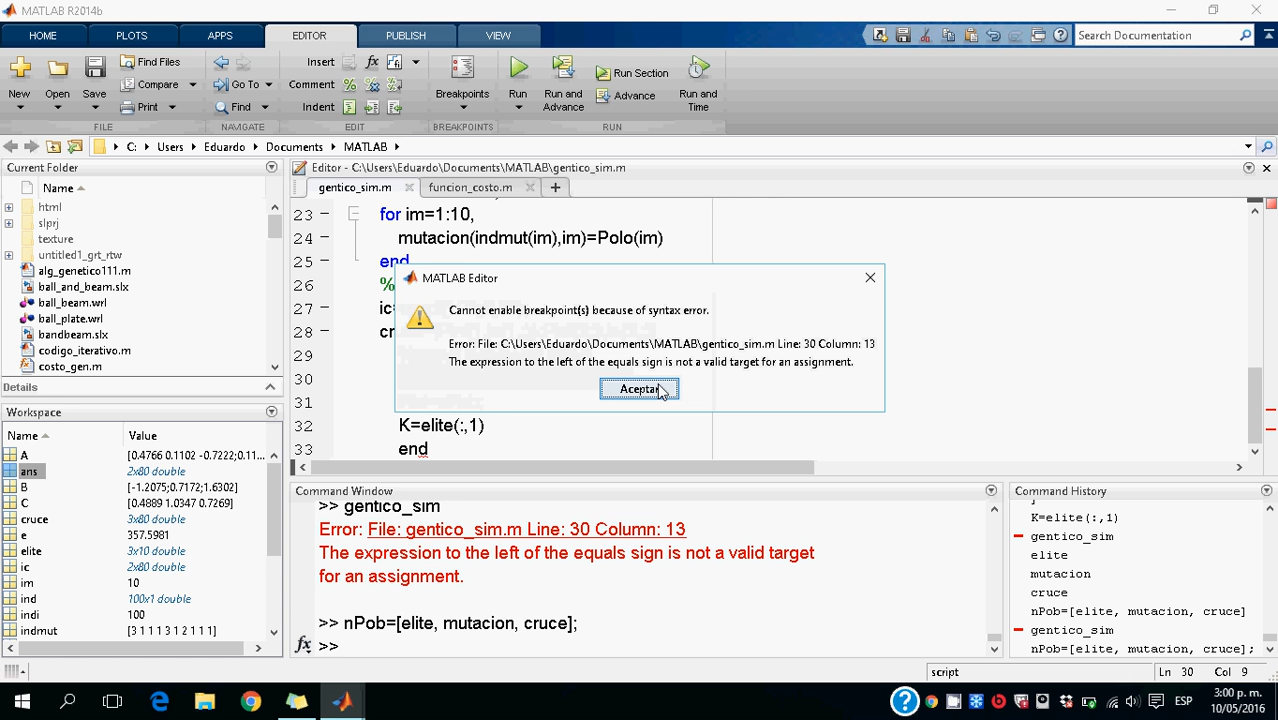 MATLAB R2014b
HOME PLOTS APPS EDITOR PUBLISH VIEW
Search Documentation
New Open Save Find Files Compare Print
Go To Find
Insert Comment Indent
Breakpoints Run Run and Advance Run Section Advance Run and Time
FILE NAVIGATE EDIT BREAKPOINTS RUN
C: Users Eduardo Documents MATLAB
Current Folder
Name
html
slprj
texture
untitled1_grt_rtw
alg_genetico111.m
ball_and_beam.slx
ball_beam.wrl
ball_plate.wrl
bandbeam.slx
codigo_iterativo.m
costo_gen.m
Details
Workspace
Name Value
A [0.4766 0.1102 -0.7222;0.11...
ans 2x80 double
B [-1.2075;0.7172;1.6302]
C [0.4889 1.0347 0.7269]
cruce 3x80 double
e 357.5981
elite 3x10 double
ic 2x80 double
im 10
ind 100x1 double
indi 100
indmut [3 1 1 1 3 1 2 1 1 1]
Editor - C:\Users\Eduardo\Documents\MATLAB\gentico_sim.m
gentico_sim.m funcion_costo.m
23 for im=1:10,
24 mutacion(indmut(im),im)=Polo(im)
25 end
26 %
27 ic=
28 cr
29
30
31
32 K=elite(:,1)
33 end
MATLAB Editor
Cannot enable breakpoint(s) because of syntax error.
Error: File: C:\Users\Eduardo\Documents\MATLAB\gentico_sim.m Line: 30 Column: 13
The expression to the left of the equals sign is not a valid target for an assignment.
Aceptar
Command Window
>> gentico_sim
Error: File: gentico_sim.m Line: 30 Column: 13
The expression to the left of the equals sign is not a valid target
for an assignment.
>> nPob=[elite, mutacion, cruce];
fx >>
Command History
K=elite(:,1)
gentico_sim
elite
mutacion
cruce
nPob=[elite, mutacion, cruce]
gentico_sim
nPob=[elite, mutacion, cruce];
script
Ln 30 Col 9
ESP
3:00 p. m.
10/05/2016